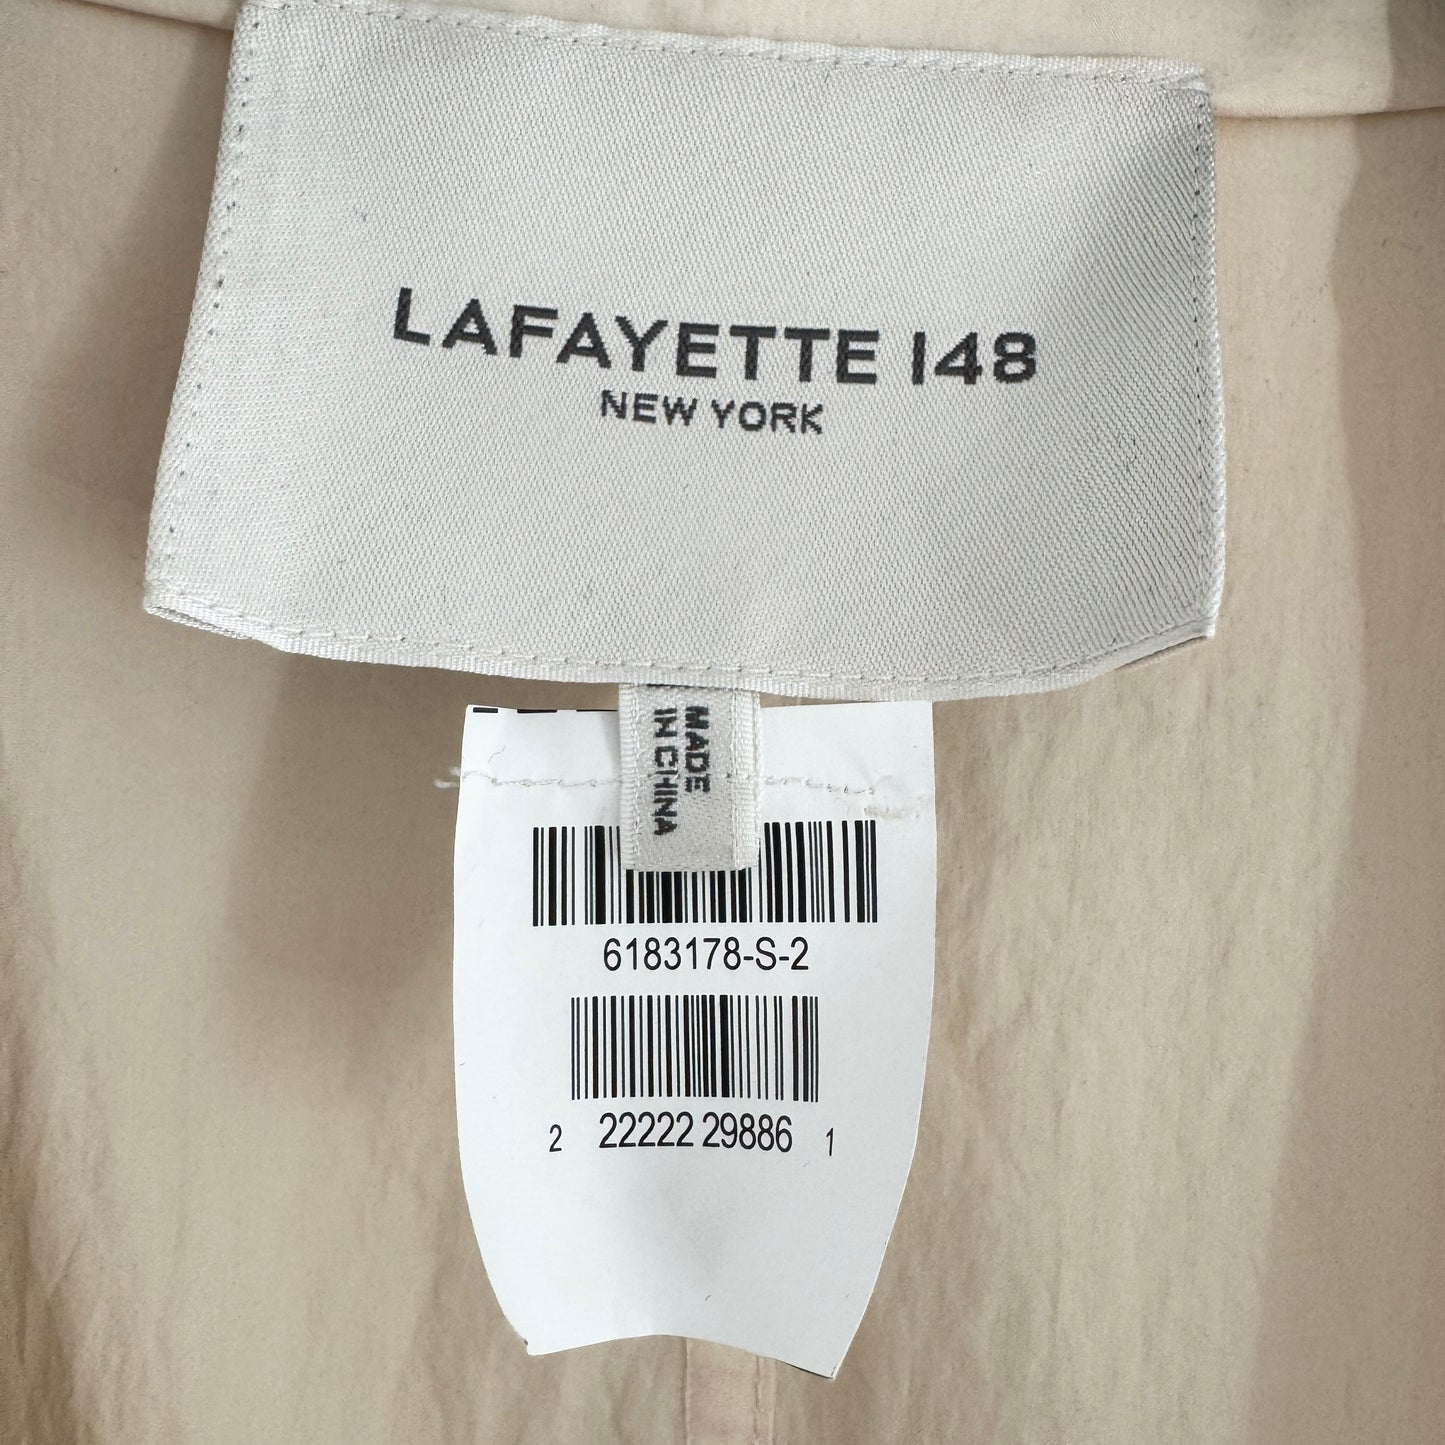 LAFAYETTE 148
NEW YORK
MADE
IN CHINA
6183178-S-2
2 22222 29886 1